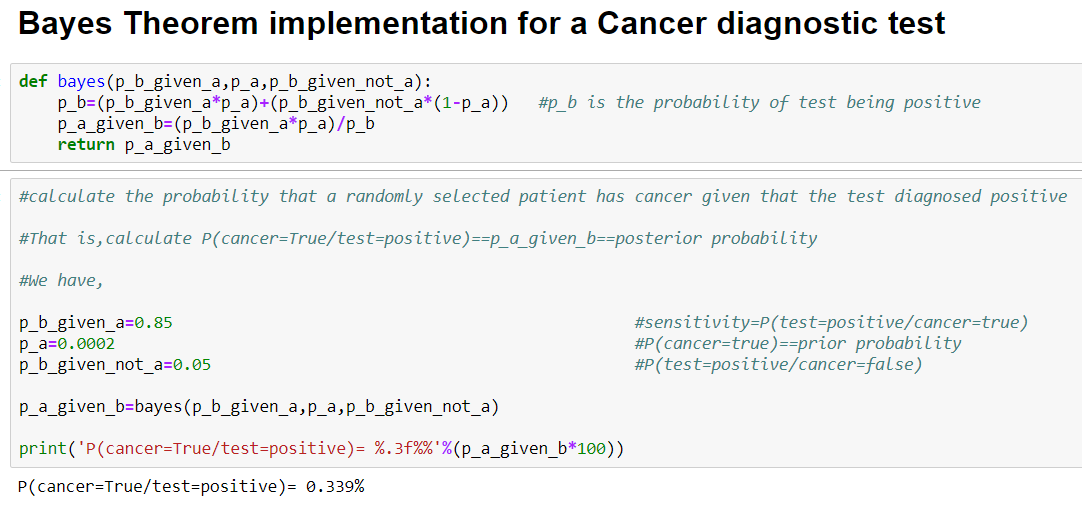 Bayes Theorem implementation for a Cancer diagnostic test
def bayes(p_b_given_a,p_a,p_b_given_not_a):
    p_b=(p_b_given_a*p_a)+(p_b_given_not_a*(1-p_a))   #p_b is the probability of test being positive
    p_a_given_b=(p_b_given_a*p_a)/p_b
    return p_a_given_b
#calculate the probability that a randomly selected patient has cancer given that the test diagnosed positive
#That is,calculate P(cancer=True/test=positive)==p_a_given_b==posterior probability
#We have,
p_b_given_a=0.85                                                #sensitivity=P(test=positive/cancer=true)
p_a=0.0002                                                      #P(cancer=true)==prior probability
p_b_given_not_a=0.05                                            #P(test=positive/cancer=false)
p_a_given_b=bayes(p_b_given_a,p_a,p_b_given_not_a)
print('P(cancer=True/test=positive)= %.3f%%'%(p_a_given_b*100))
P(cancer=True/test=positive)= 0.339%